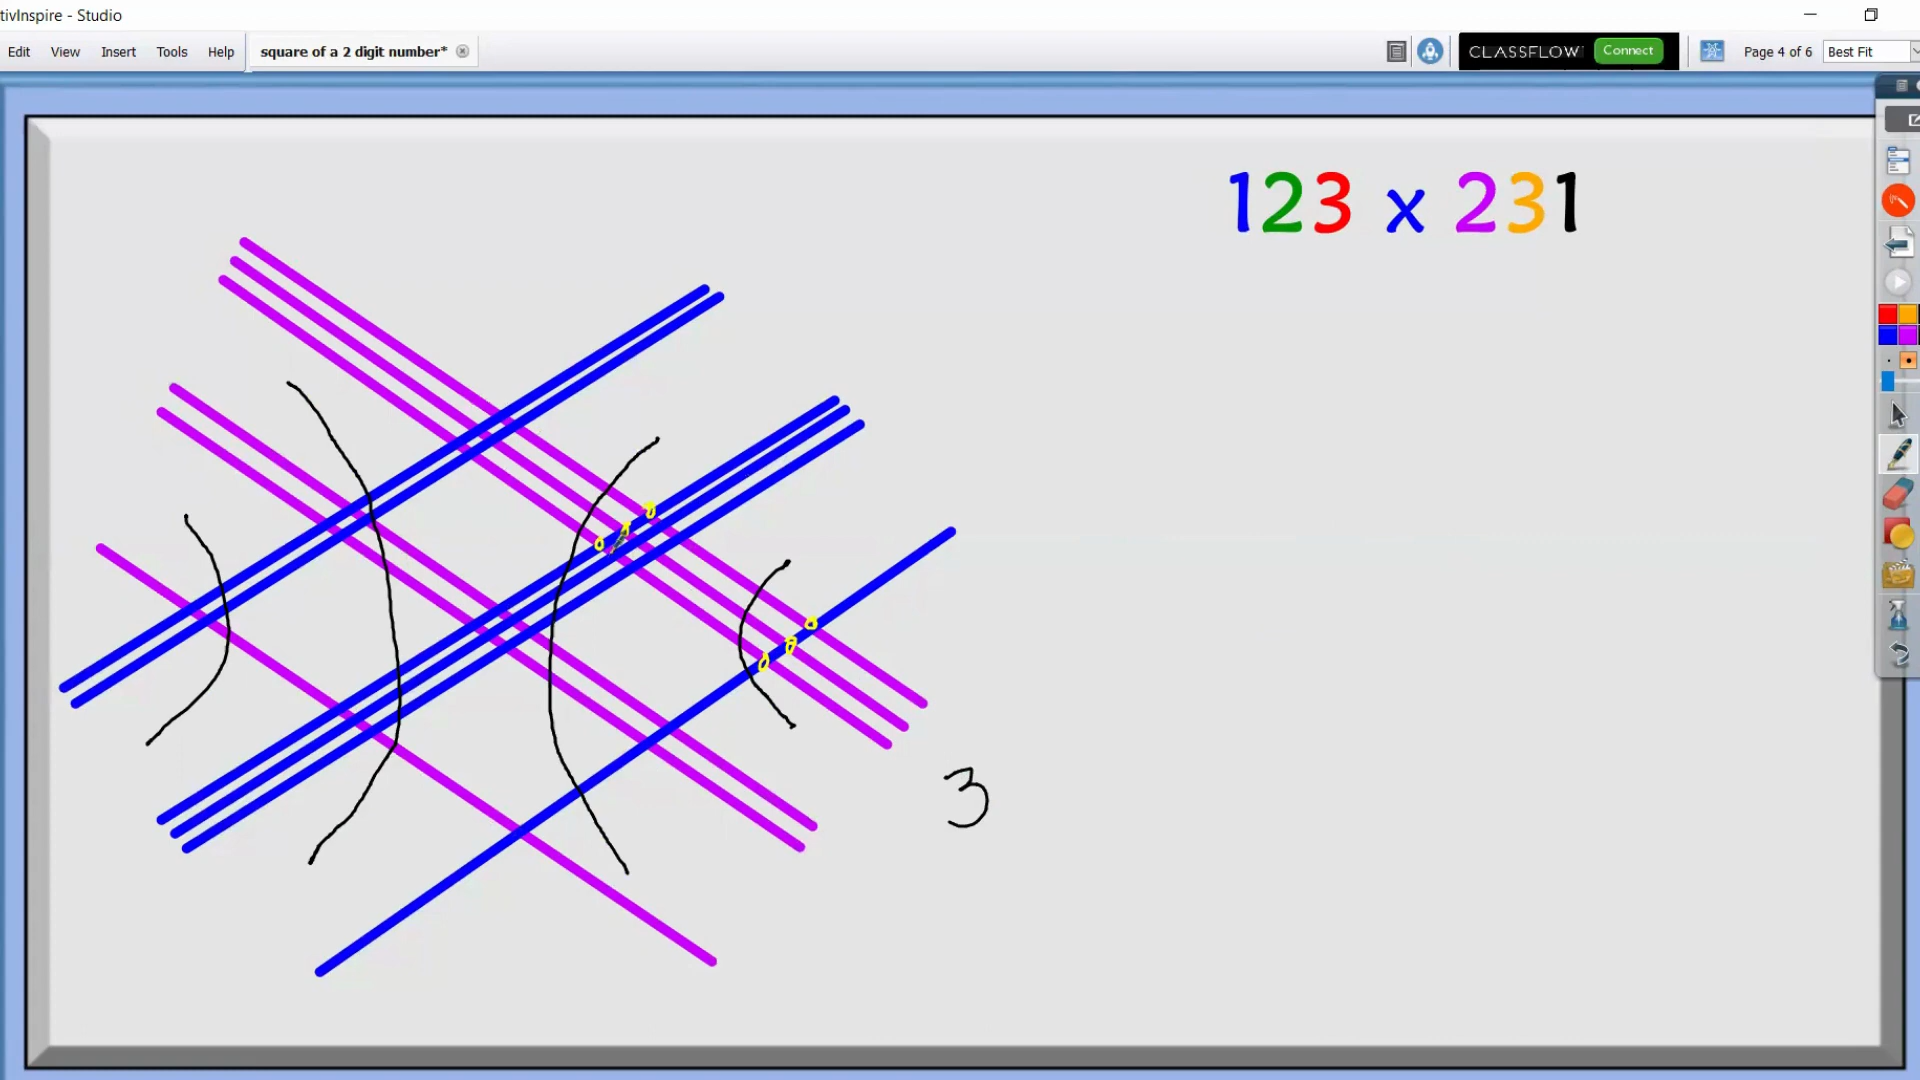 tivInspire - Studio
Edit View Insert Tools Help square of a 2 digit number* CLASSFLOW Connect Page 4 of 6 Best Fit
123 x 231
3